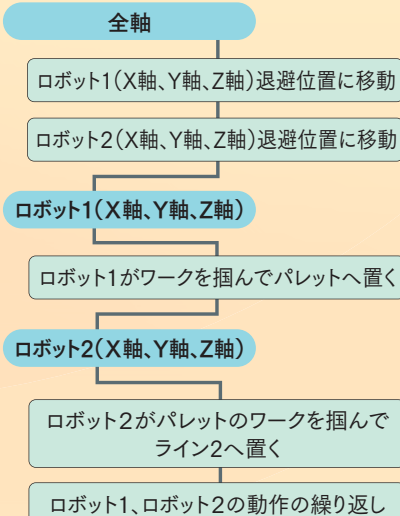 全軸
ロボット1(X軸、Y軸、Z軸)退避位置に移動
ロボット2(X軸、Y軸、Z軸)退避位置に移動
ロボット1(X軸、Y軸、Z軸)
ロボット1がワークを掴んでパレットへ置く
ロボット2(X軸、Y軸、Z軸)
ロボット2がパレットのワークを掴んで
ライン2へ置く
ロボット1、ロボット2の動作の繰り返し